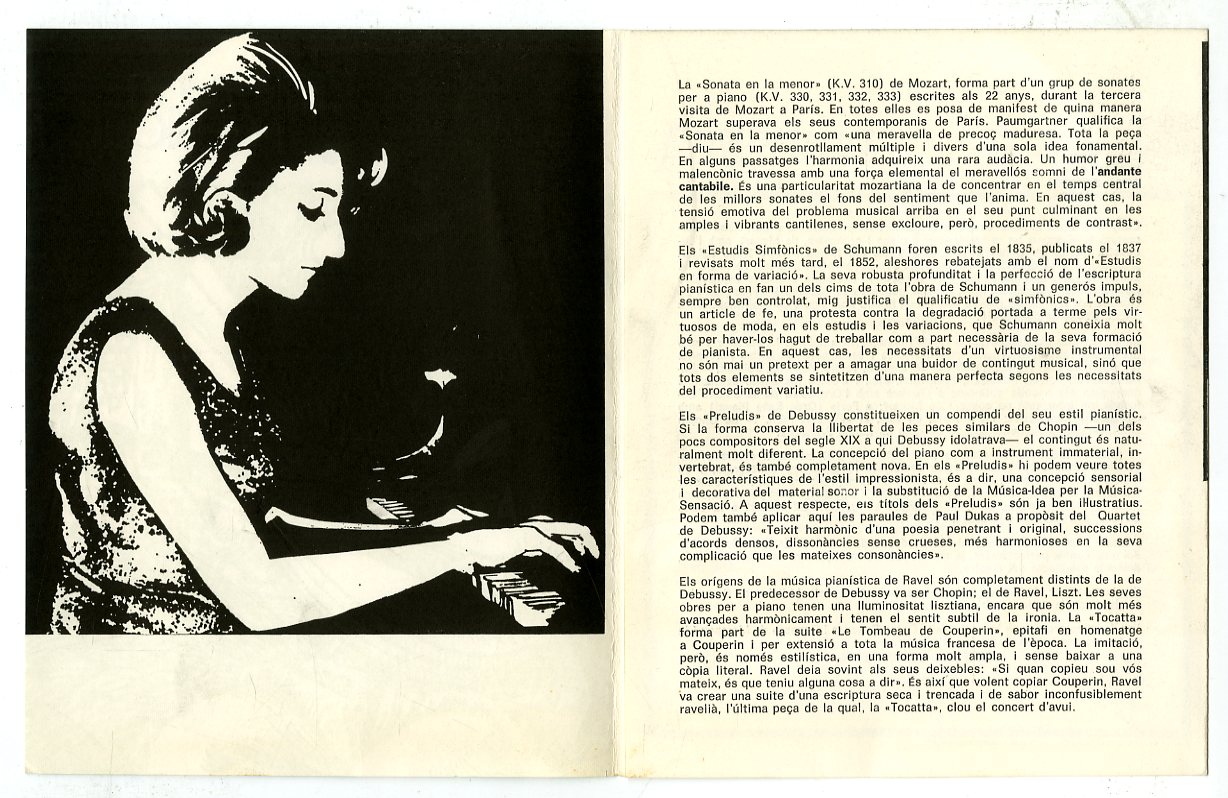 La «Sonata en la menor» (K.V. 310) de Mozart, forma part d'un grup de sonates
per a piano (K.V. 330, 331, 332, 333) escrites als 22 anys, durant la tercera
visita de Mozart a París. En totes elles es posa de manifest de quina manera
Mozart superava els seus contemporanis de París. Paumgartner qualifica la
«Sonata en la menor» com «una meravella de precoç maduresa. Tota la peça
—diu— és un desenrotllament múltiple i divers d'una sola idea fonamental.
En alguns passatges l'harmonia adquireix una rara audàcia. Un humor greu i
malencònic travessa amb una força elemental el meravellós somni de l'andante
cantabile. És una particularitat mozartiana la de concentrar en el temps central
de les millors sonates el fons del sentiment que l'anima. En aquest cas, la
tensió emotiva del problema musical arriba en el seu punt culminant en les
amples i vibrants cantilenes, sense excloure, però, procediments de contrast».
Els «Estudis Simfònics» de Schumann foren escrits el 1835, publicats el 1837
i revisats molt més tard, el 1852, aleshores rebatejats amb el nom d'«Estudis
en forma de variació». La seva robusta profunditat i la perfecció de l'escriptura
pianística en fan un dels cims de tota l'obra de Schumann i un generós impuls,
sempre ben controlat, mig justifica el qualificatiu de «simfònics». L'obra és
un article de fe, una protesta contra la degradació portada a terme pels vir-
tuosos de moda, en els estudis i les variacions, que Schumann coneixia molt
bé per haver-los hagut de treballar com a part necessària de la seva formació
de pianista. En aquest cas, les necessitats d'un virtuosisme instrumental
no són mai un pretext per a amagar una buidor de contingut musical, sinó que
tots dos elements se sintetitzen d'una manera perfecta segons les necessitats
del procediment variatiu.
Els «Preludis» de Debussy constitueixen un compendi del seu estil pianístic.
Si la forma conserva la llibertat de les peces similars de Chopin —un dels
pocs compositors del segle XIX a qui Debussy idolatrava— el contingut és natu-
ralment molt diferent. La concepció del piano com a instrument immaterial, in-
vertebrat, és també completament nova. En els «Preludis» hi podem veure totes
les característiques de l'estil impressionista, és a dir, una concepció sensorial
i decorativa del material sonor i la substitució de la Música-Idea per la Música-
Sensació. A aquest respecte, els títols dels «Preludis» són ja ben il·lustratius.
Podem també aplicar aquí les paraules de Paul Dukas a propòsit del Quartet
de Debussy: «Teixit harmònic d'una poesia penetrant i original, successions
d'acords densos, dissonàncies sense crueses, més harmonioses en la seva
complicació que les mateixes consonàncies».
Els orígens de la música pianística de Ravel són completament distints de la de
Debussy. El predecessor de Debussy va ser Chopin; el de Ravel, Liszt. Les seves
obres per a piano tenen una lluminositat lisztiana, encara que són molt més
avançades harmònicament i tenen el sentit subtil de la ironia. La «Tocatta»
forma part de la suite «Le Tombeau de Couperin», epitafi en homenatge
a Couperin i per extensió a tota la música francesa de l'època. La imitació,
però, és només estilística, en una forma molt ampla, i sense baixar a una
còpia literal. Ravel deia sovint als seus deixebles: «Si quan copieu sou vós
mateix, és que teniu alguna cosa a dir». És així que volent copiar Couperin, Ravel
va crear una suite d'una escriptura seca i trencada i de sabor inconfusiblement
ravelià, l'última peça de la qual, la «Tocatta», clou el concert d'avui.